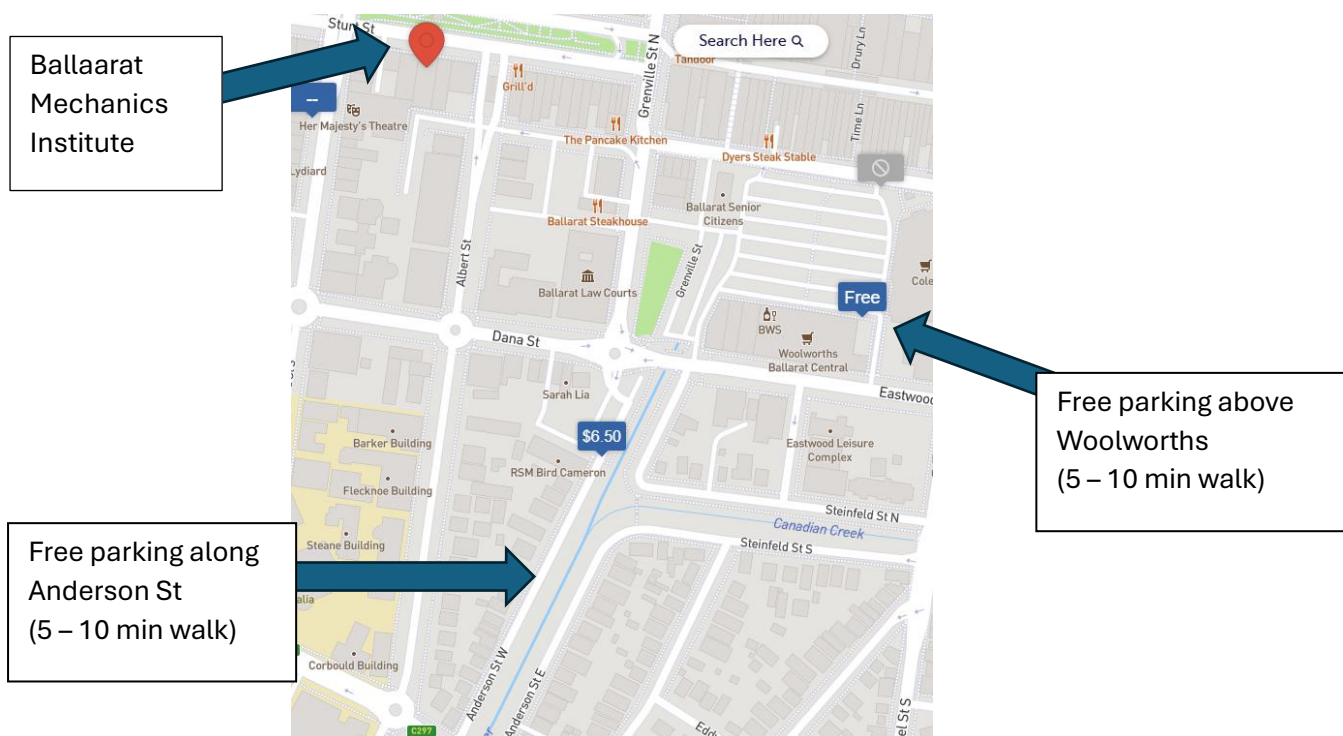 Ballaarat
Mechanics
Institute
Sturt St
Grenville St N
Search Here
Tandoor
Drury Ln
Grill'd
--
Her Majesty's Theatre
The Pancake Kitchen
Time Ln
Dyers Steak Stable
Lydiard
Ballarat Senior
Citizens
Ballarat Steakhouse
Albert St
Grenville St
Cole
Ballarat Law Courts
Free
BWS
Dana St
Woolworths
Ballarat Central
Eastwood
Sarah Lia
Free parking above
Woolworths
(5 – 10 min walk)
$6.50
Barker Building
Eastwood Leisure
Complex
RSM Bird Cameron
Flecknoe Building
Steinfeld St N
Canadian Creek
Steane Building
Steinfeld St S
Free parking along
Anderson St
(5 – 10 min walk)
alia
Corbould Building
Anderson St W
Anderson St E
Edd
el St S
C297